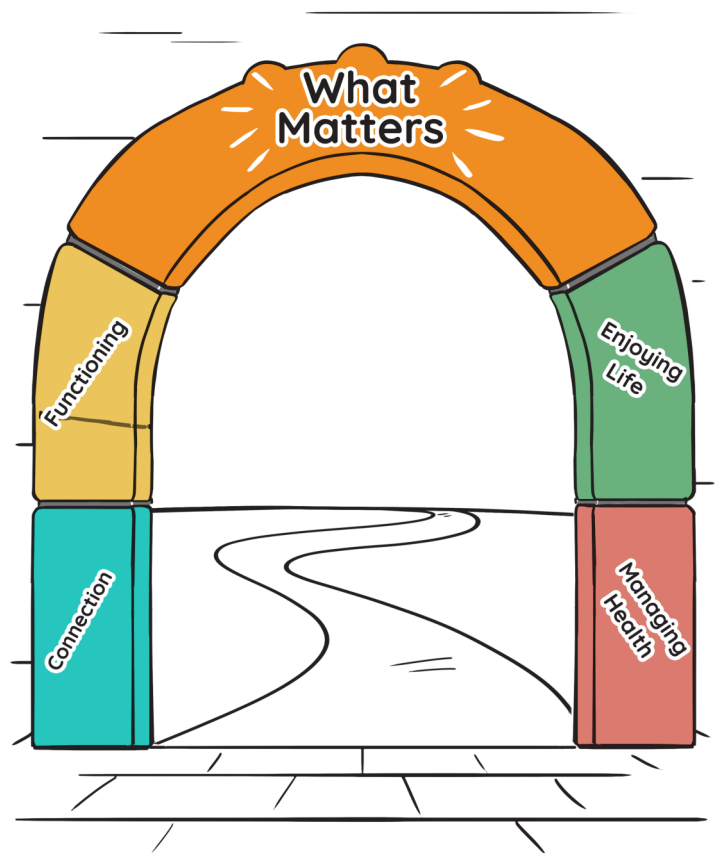 What
Matters
Functioning
Enjoying
Life
Connection
Managing
Health